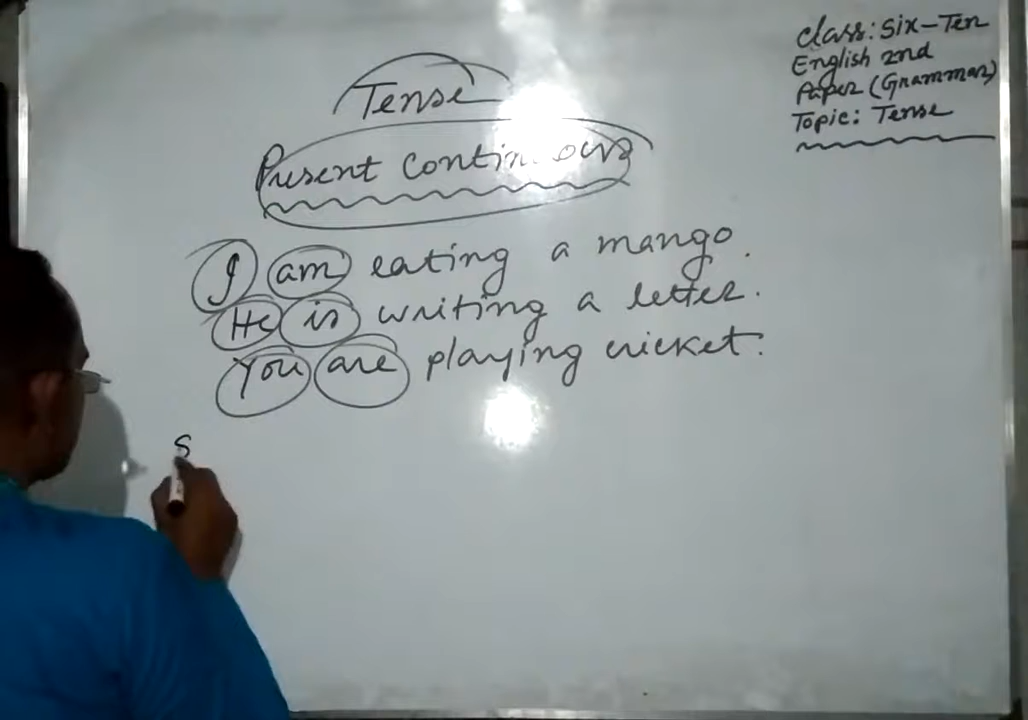 Tense
Present Continuous
I am eating a mango.
He is writing a letter.
You are playing cricket.
S
Class: Six-Ten
English 2nd
Paper (Grammar)
Topic: Tense